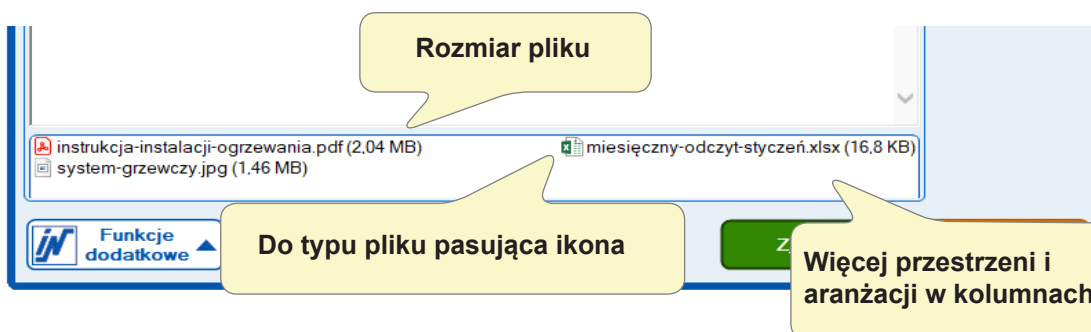 Rozmiar pliku
instrukcja-instalacji-ogrzewania.pdf (2,04 MB)
miesięczny-odczyt-styczeń.xlsx (16,8 KB)
system-grzewczy.jpg (1,46 MB)
Do typu pliku pasująca ikona
IN Funkcje
dodatkowe
Więcej przestrzeni i
aranżacji w kolumnach